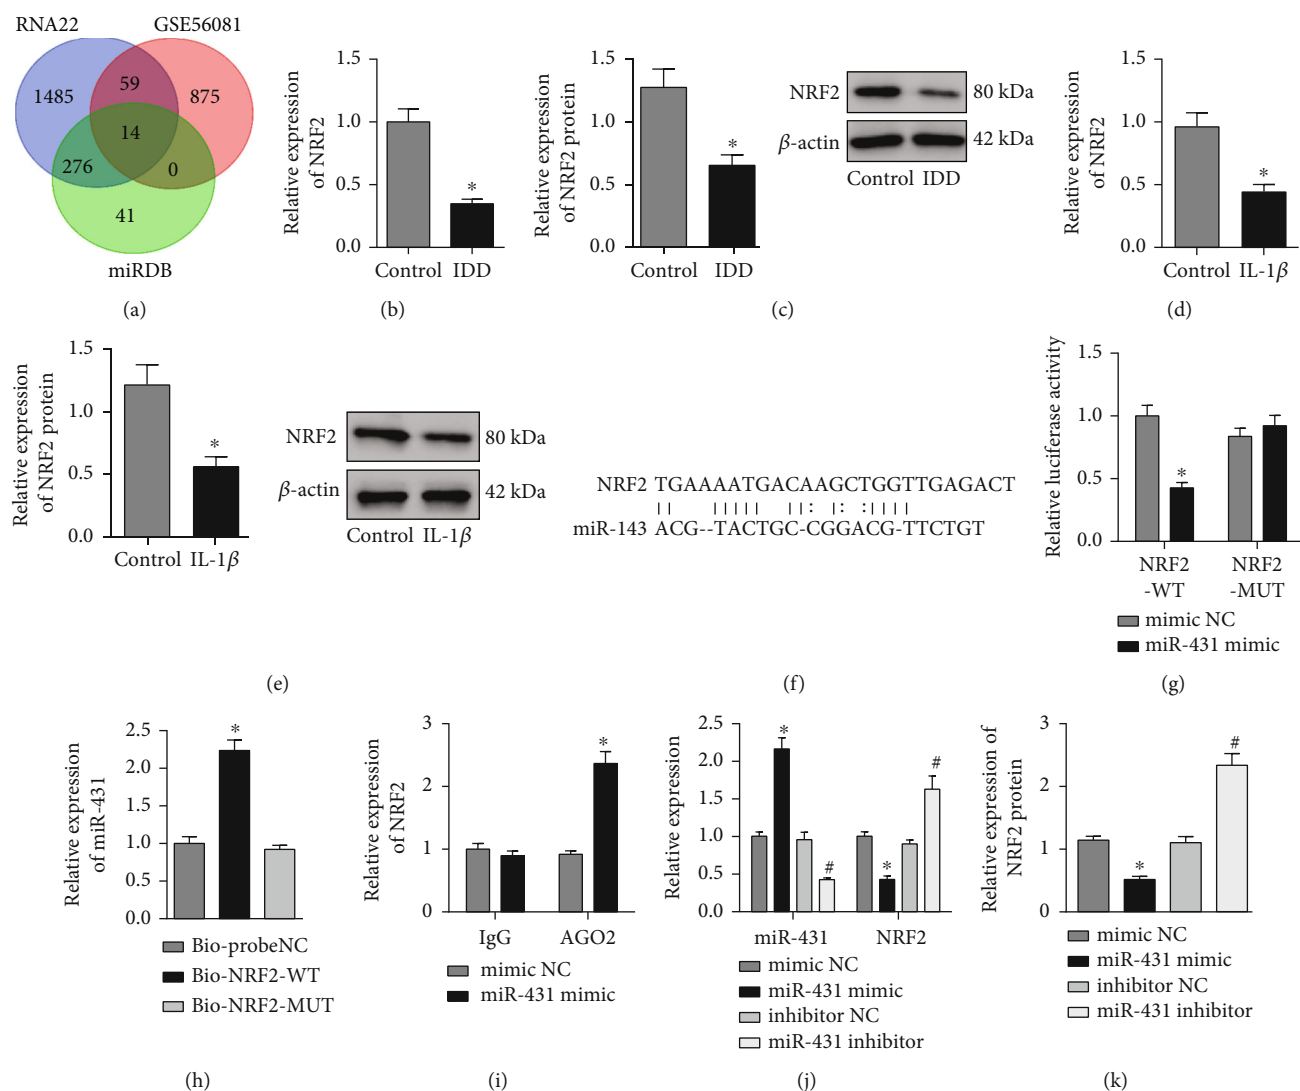 RNA22 GSE56081
1485 59 875
14
276 0
41
miRDB
(a)
Relative expression
of NRF2
1.5
1.0
0.5
0.0
*
Control IDD
(b)
Relative expression
of NRF2 protein
1.5
1.0
0.5
0.0
*
Control IDD
NRF2 80 kDa
β-actin 42 kDa
Control IDD
(c)
Relative expression
of NRF2
1.5
1.0
0.5
0.0
*
Control IL-1β
(d)
Relative expression
of NRF2 protein
1.5
1.0
0.5
0.0
*
Control IL-1β
NRF2 80 kDa
β-actin 42 kDa
Control IL-1β
(e)
NRF2 TGAAAATGACAAGCTGGTTGAGACT
miR-143 ACG--TACTGC-CGGACG-TTCTGT
(f)
Relative luciferase activity
1.5
1.0
0.5
0.0
*
NRF2 NRF2
-WT -MUT
mimic NC
miR-431 mimic
(g)
Relative expression
of miR-431
2.5
2.0
1.5
1.0
0.5
0.0
*
Bio-probeNC
Bio-NRF2-WT
Bio-NRF2-MUT
(h)
Relative expression
of NRF2
3
2
1
0
*
IgG AGO2
mimic NC
miR-431 mimic
(i)
Relative expression
2.5
2.0
1.5
1.0
0.5
0.0
* # * #
miR-431 NRF2
mimic NC
miR-431 mimic
inhibitor NC
miR-431 inhibitor
(j)
Relative expression of
NRF2 protein
3
2
1
0
* #
mimic NC
miR-431 mimic
inhibitor NC
miR-431 inhibitor
(k)